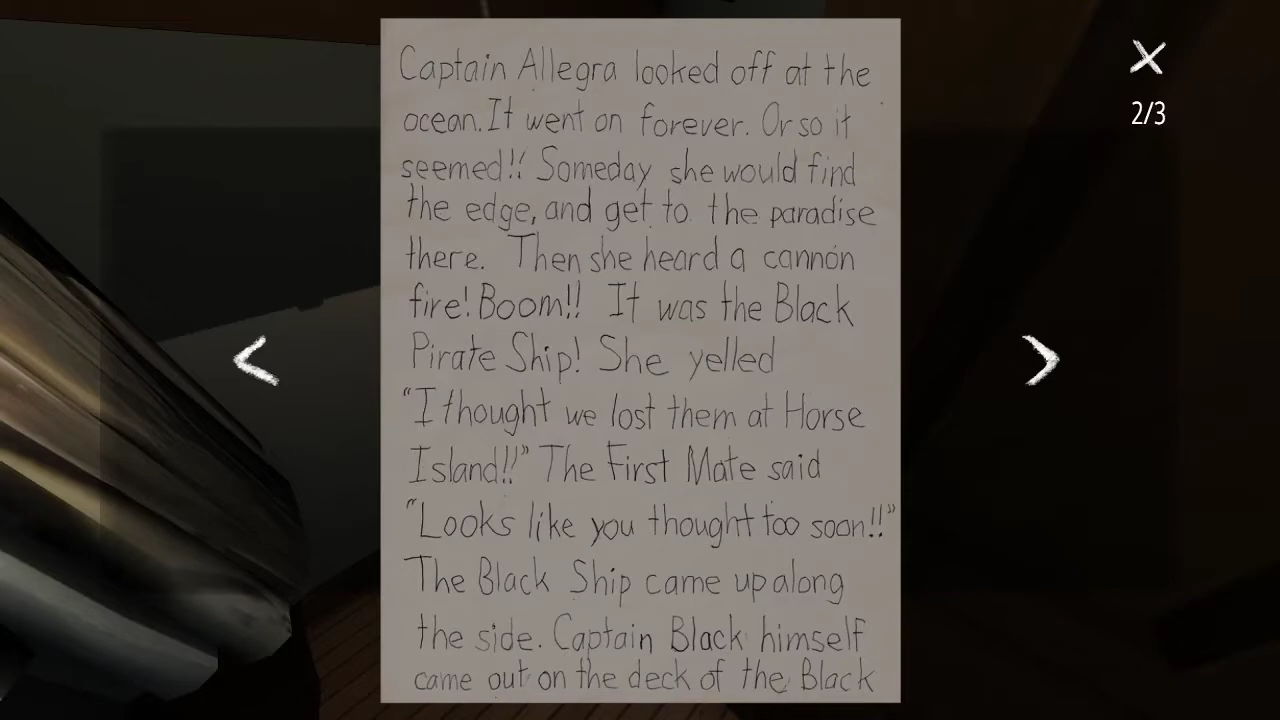 Captain Allegra looked off at the
ocean. It went on forever. Or so it
seemed!! Someday she would find
the edge, and get to the paradise
there. Then she heard a cannon
fire! Boom!! It was the Black
Pirate Ship! She yelled
"I thought we lost them at Horse
Island!!" The First Mate said
"Looks like you thought too soon!!"
The Black Ship came up along
the side. Captain Black himself
came out on the deck of the Black
2/3